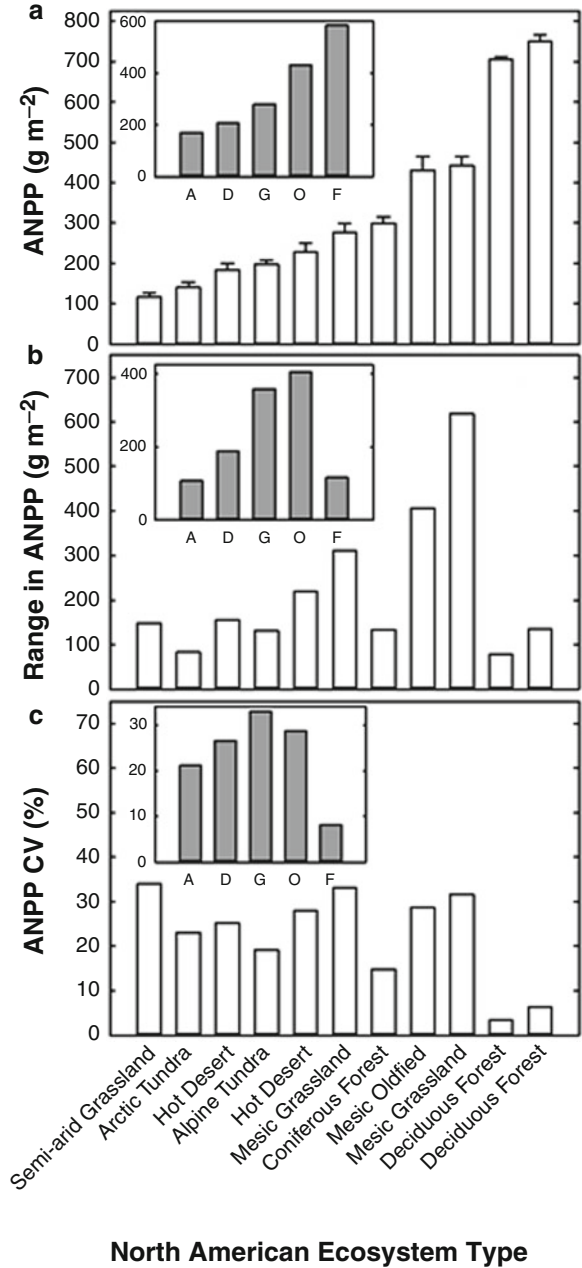 a
ANPP (g m⁻²)
800
700
600
500
400
300
200
100
0
600
400
200
0
A D G O F
b
Range in ANPP (g m⁻²)
700
600
500
400
300
200
100
0
400
200
0
A D G O F
c
ANPP CV (%)
70
60
50
40
30
20
10
0
30
20
10
0
A D G O F
Semi-arid Grassland
Arctic Tundra
Hot Desert
Alpine Tundra
Hot Desert
Mesic Grassland
Coniferous Forest
Mesic Oldfied
Mesic Grassland
Deciduous Forest
Deciduous Forest
North American Ecosystem Type